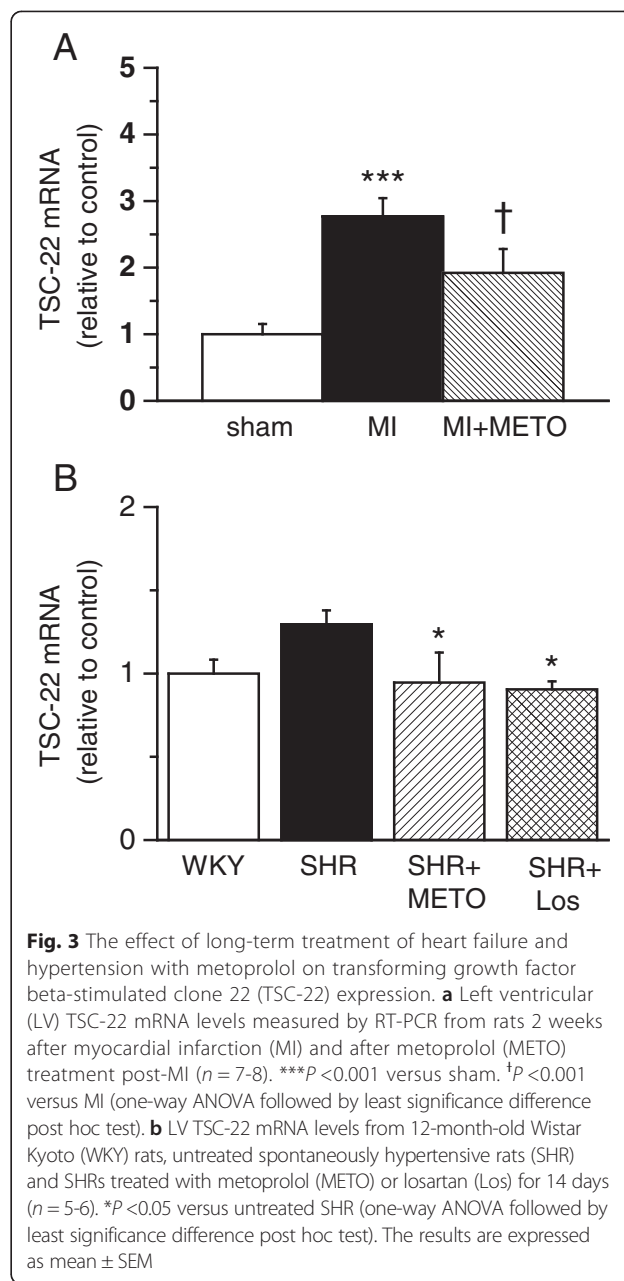 A
5
4
3
2
1
0
TSC-22 mRNA
(relative to control)
***
†
sham MI MI+METO
B
2
1
0
TSC-22 mRNA
(relative to control)
*
*
WKY SHR SHR+ METO SHR+ Los
Fig. 3 The effect of long-term treatment of heart failure and
hypertension with metoprolol on transforming growth factor
beta-stimulated clone 22 (TSC-22) expression. a Left ventricular
(LV) TSC-22 mRNA levels measured by RT-PCR from rats 2 weeks
after myocardial infarction (MI) and after metoprolol (METO)
treatment post-MI (n = 7-8). ***P <0.001 versus sham. ƗP <0.001
versus MI (one-way ANOVA followed by least significance difference
post hoc test). b LV TSC-22 mRNA levels from 12-month-old Wistar
Kyoto (WKY) rats, untreated spontaneously hypertensive rats (SHR)
and SHRs treated with metoprolol (METO) or losartan (Los) for 14 days
(n = 5-6). *P <0.05 versus untreated SHR (one-way ANOVA followed by
least significance difference post hoc test). The results are expressed
as mean ± SEM